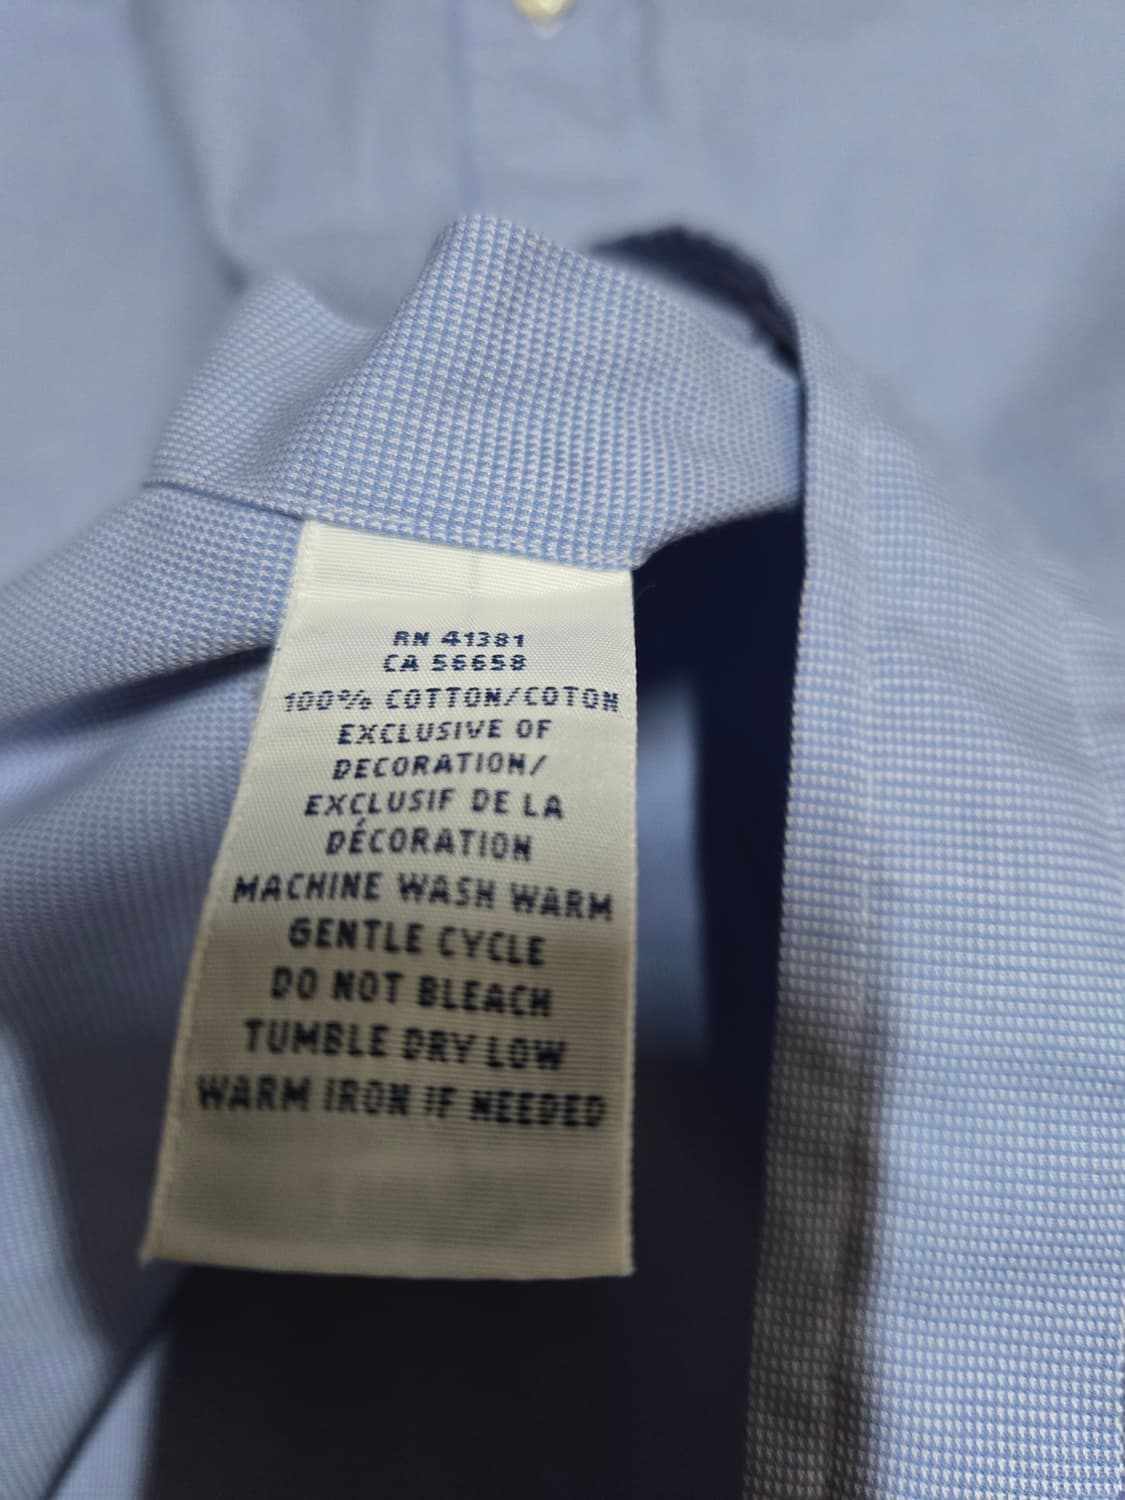 RN 41381
CA 56658
100% COTTON/COTON
EXCLUSIVE OF
DECORATION/
EXCLUSIF DE LA
DÉCORATION
MACHINE WASH WARM
GENTLE CYCLE
DO NOT BLEACH
TUMBLE DRY LOW
WARM IRON IF NEEDED